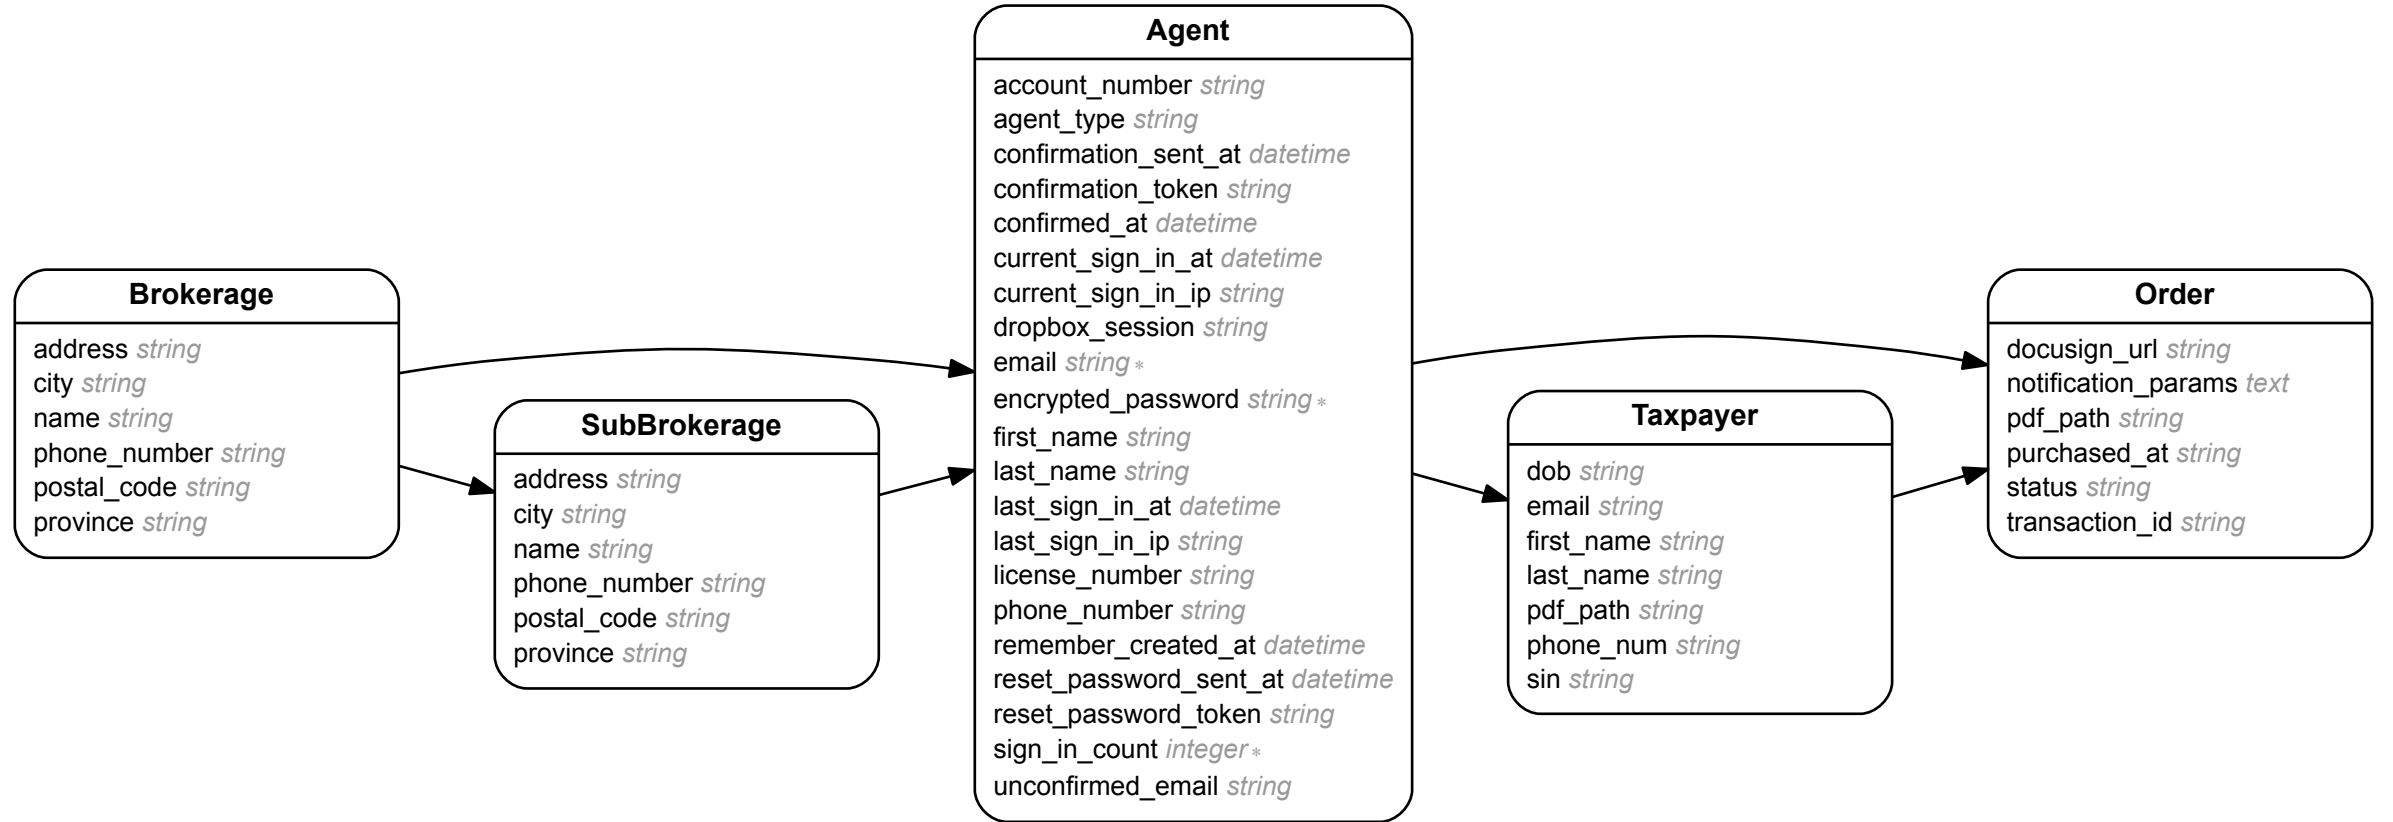 Brokerage
address string
city string
name string
phone_number string
postal_code string
province string
SubBrokerage
address string
city string
name string
phone_number string
postal_code string
province string
Agent
account_number string
agent_type string
confirmation_sent_at datetime
confirmation_token string
confirmed_at datetime
current_sign_in_at datetime
current_sign_in_ip string
dropbox_session string
email string *
encrypted_password string *
first_name string
last_name string
last_sign_in_at datetime
last_sign_in_ip string
license_number string
phone_number string
remember_created_at datetime
reset_password_sent_at datetime
reset_password_token string
sign_in_count integer *
unconfirmed_email string
Taxpayer
dob string
email string
first_name string
last_name string
pdf_path string
phone_num string
sin string
Order
docusign_url string
notification_params text
pdf_path string
purchased_at string
status string
transaction_id string